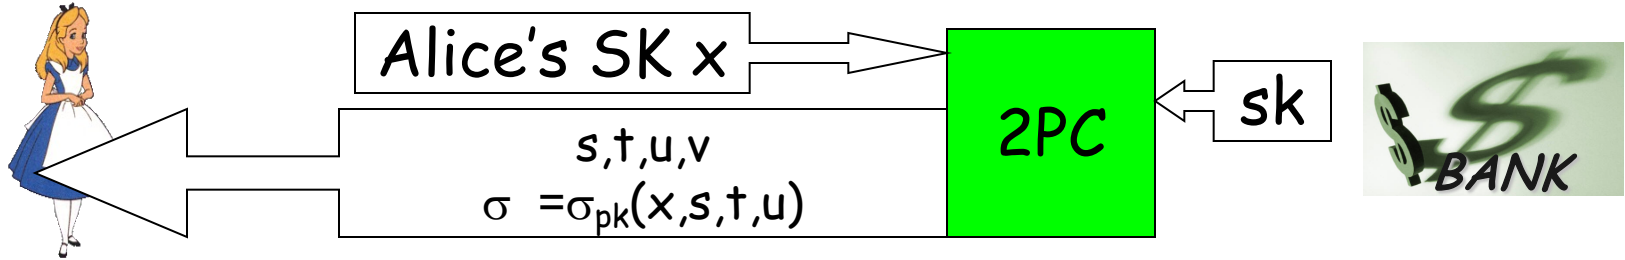 Alice's SK x
2PC
sk
BANK
s,t,u,v
σ =σpk(x,s,t,u)